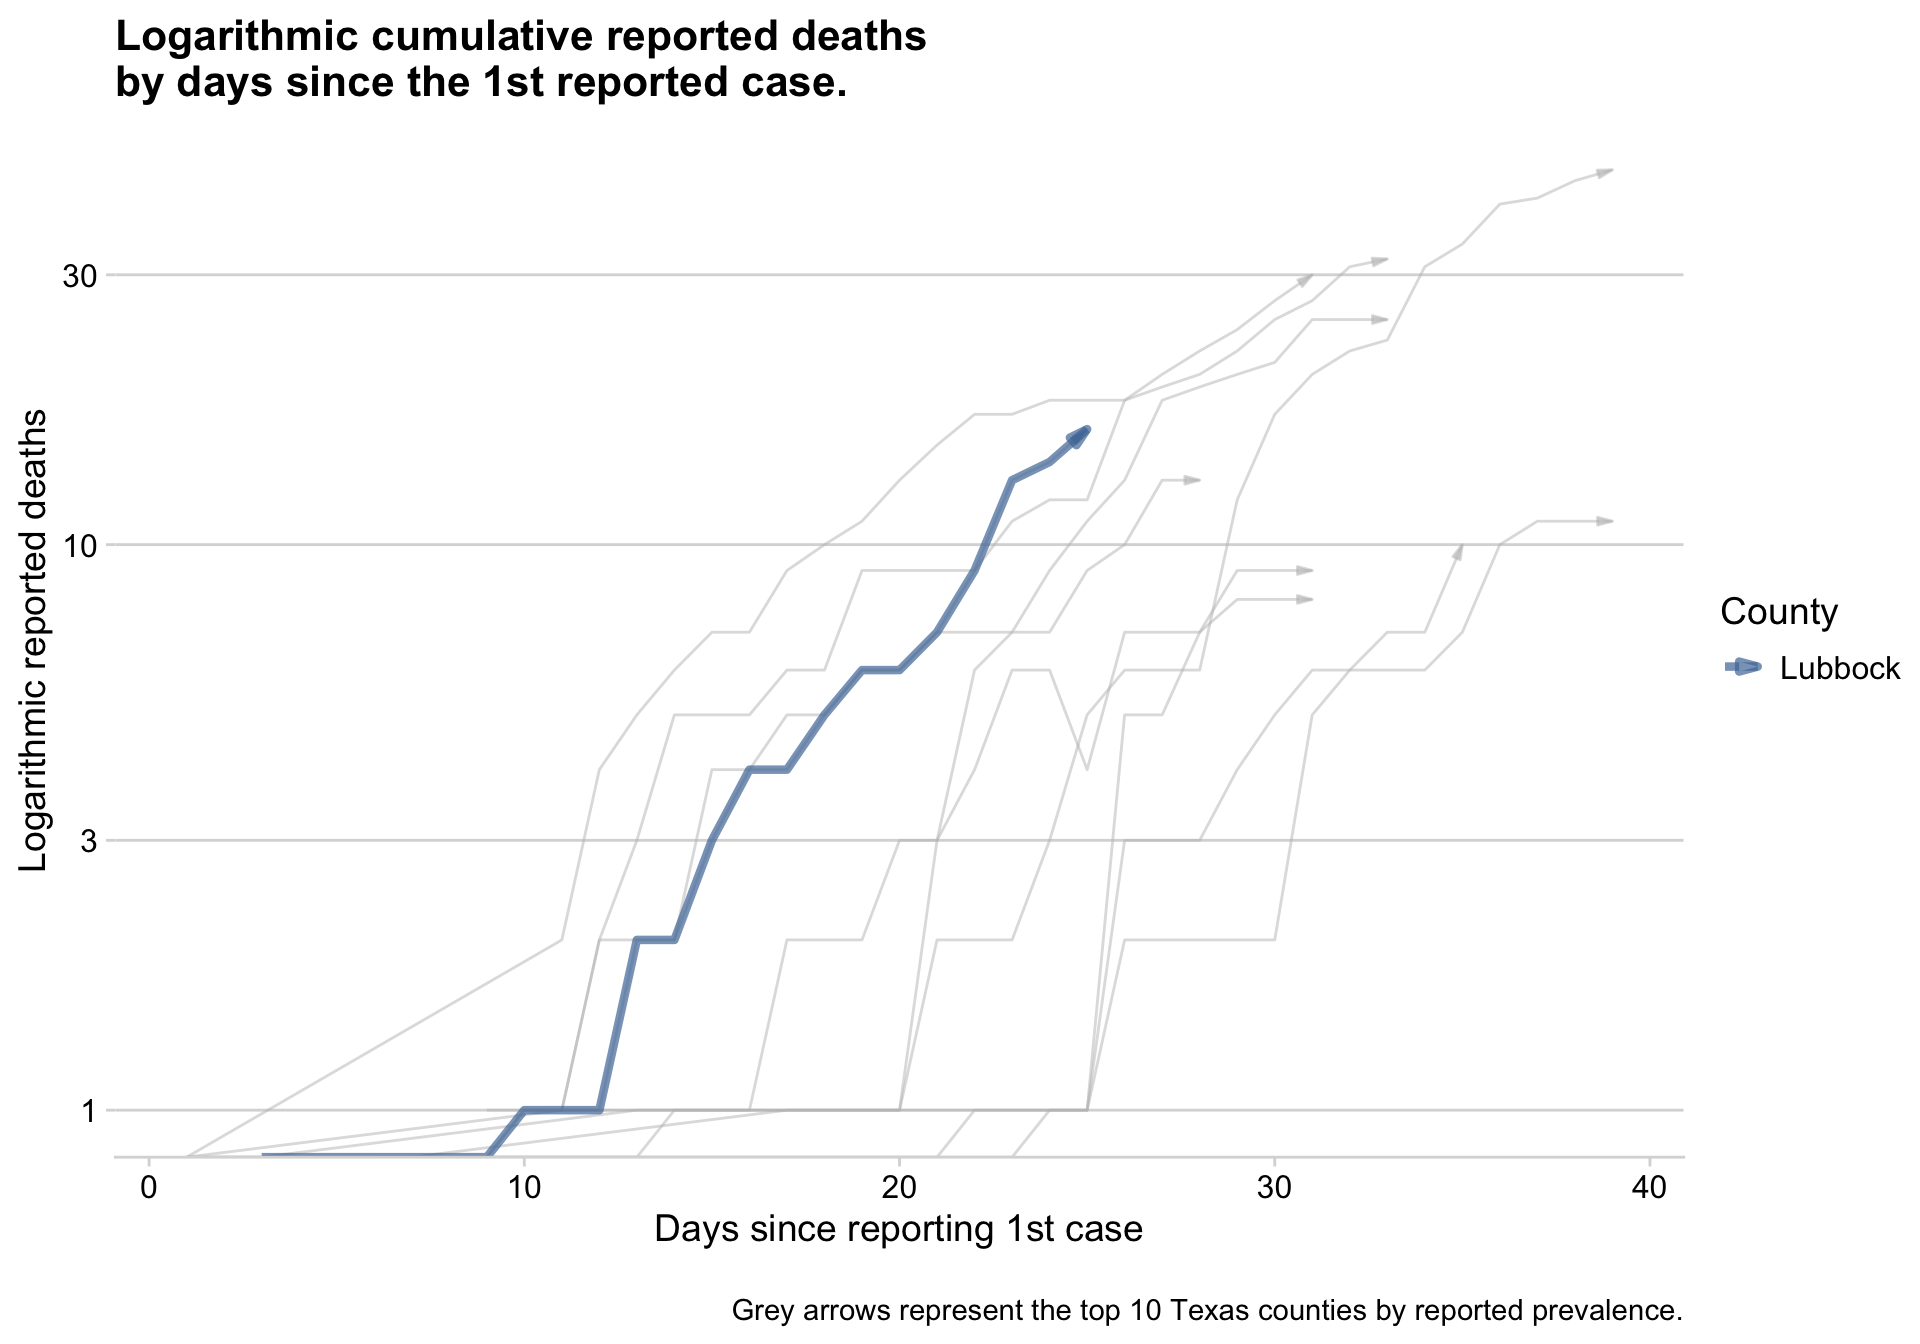 Logarithmic cumulative reported deaths
by days since the 1st reported case.
Logarithmic reported deaths
30
10
3
1
0 10 20 30 40
Days since reporting 1st case
County
Lubbock
Grey arrows represent the top 10 Texas counties by reported prevalence.